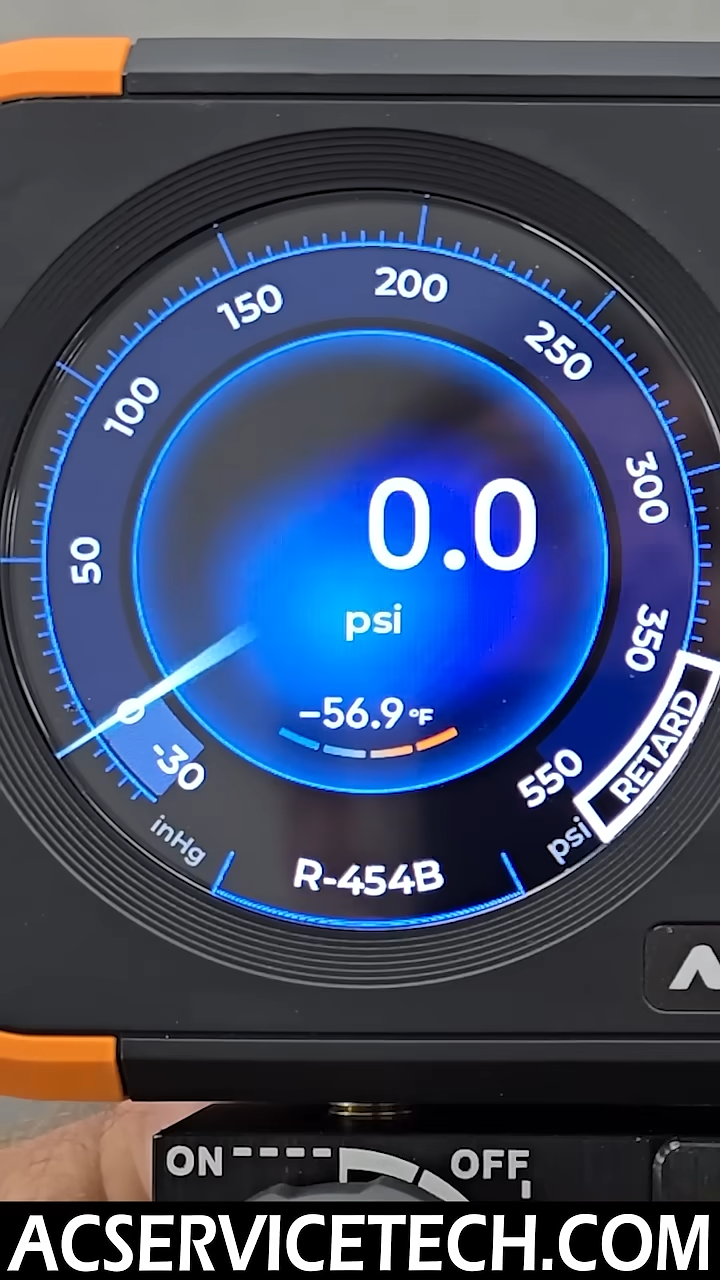 200
150
250
100
300
50
0.0
psi
350
-56.9 °F
-30
550
RETARD
inHg
psi
R-454B
ON
OFF
ACSERVICETECH.COM